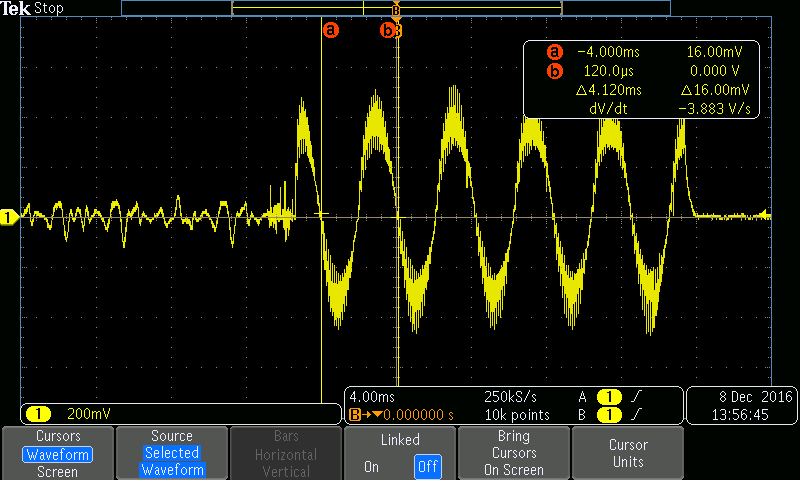 Tek Stop
B
a
b
a -4.000ms 16.00mV
b 120.0µs 0.000 V
△4.120ms △16.00mV
dV/dt -3.883 V/s
1
1 200mV
4.00ms 250kS/s A 1
B→▼0.000000 s 10k points B 1
8 Dec 2016
13:56:45
Cursors
Waveform
Screen
Source
Selected
Waveform
Bars
Horizontal
Vertical
Linked
On Off
Bring
Cursors
On Screen
Cursor
Units